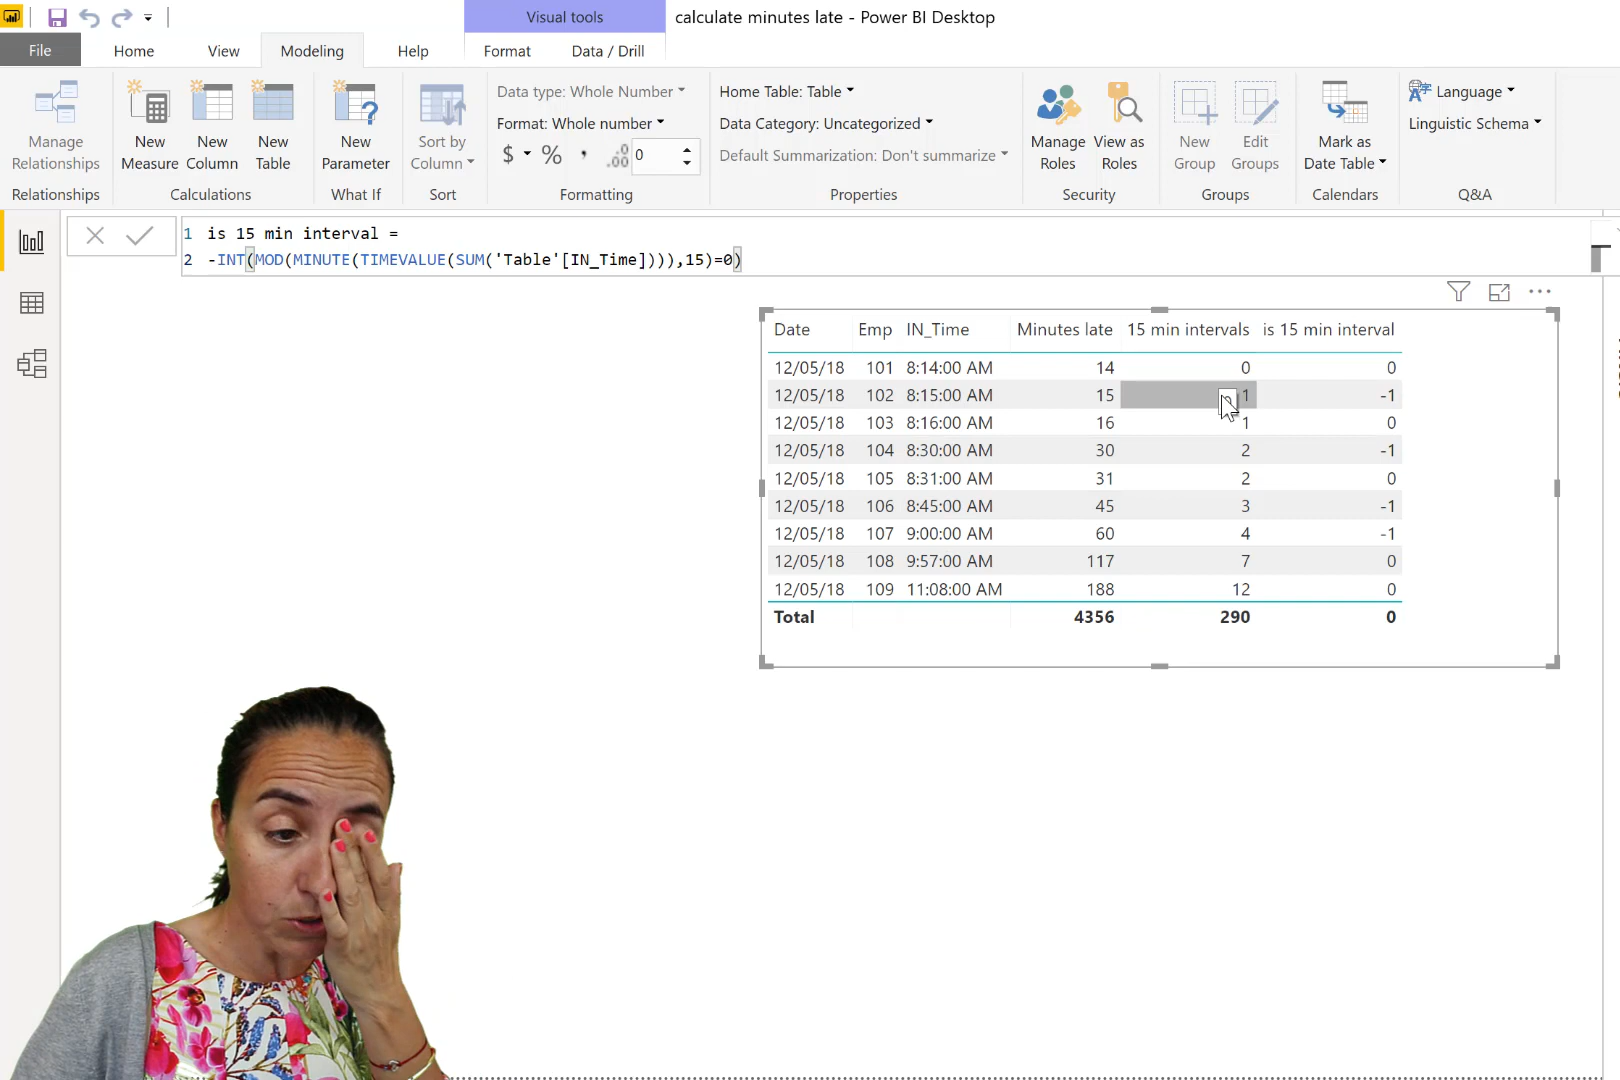 Visual tools
calculate minutes late - Power BI Desktop
File
Home
View
Modeling
Help
Format
Data / Drill
Manage
Relationships
Relationships
New
Measure
New
Column
New
Table
Calculations
New
Parameter
What If
Sort by
Column
Sort
Data type: Whole Number
Format: Whole number
$ % , .00 0
Formatting
Home Table: Table
Data Category: Uncategorized
Default Summarization: Don't summarize
Properties
Manage
Roles
View as
Roles
Security
New
Group
Edit
Groups
Groups
Mark as
Date Table
Calendars
Language
Linguistic Schema
Q&A
1 is 15 min interval =
2 -INT(MOD(MINUTE(TIMEVALUE(SUM('Table'[IN_Time]))),15)=0)
Date Emp IN_Time Minutes late 15 min intervals is 15 min interval
12/05/18 101 8:14:00 AM 14 0 0
12/05/18 102 8:15:00 AM 15 1 -1
12/05/18 103 8:16:00 AM 16 1 0
12/05/18 104 8:30:00 AM 30 2 -1
12/05/18 105 8:31:00 AM 31 2 0
12/05/18 106 8:45:00 AM 45 3 -1
12/05/18 107 9:00:00 AM 60 4 -1
12/05/18 108 9:57:00 AM 117 7 0
12/05/18 109 11:08:00 AM 188 12 0
Total 4356 290 0